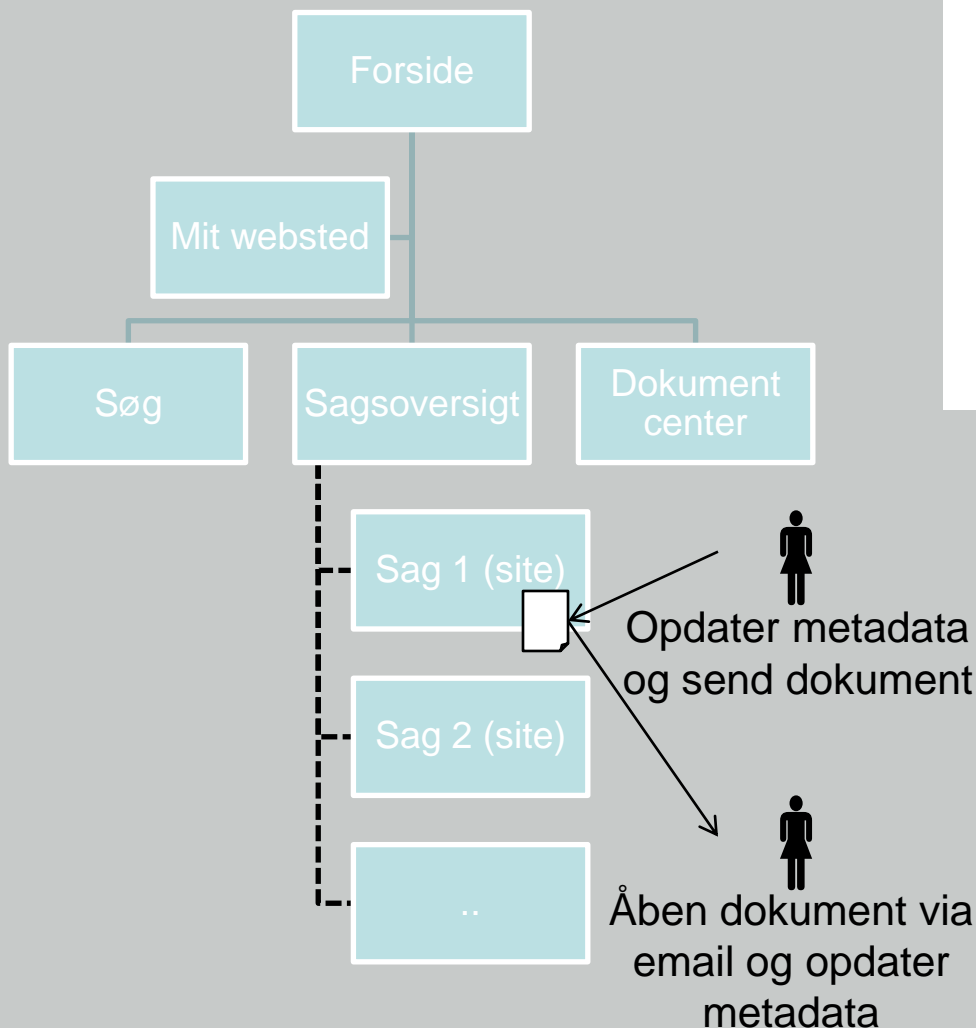 Forside
Mit websted
Søg
Sagsoversigt
Dokument
center
Sag 1 (site)
Opdater metadata
og send dokument
Sag 2 (site)
..
Åben dokument via
email og opdater
metadata